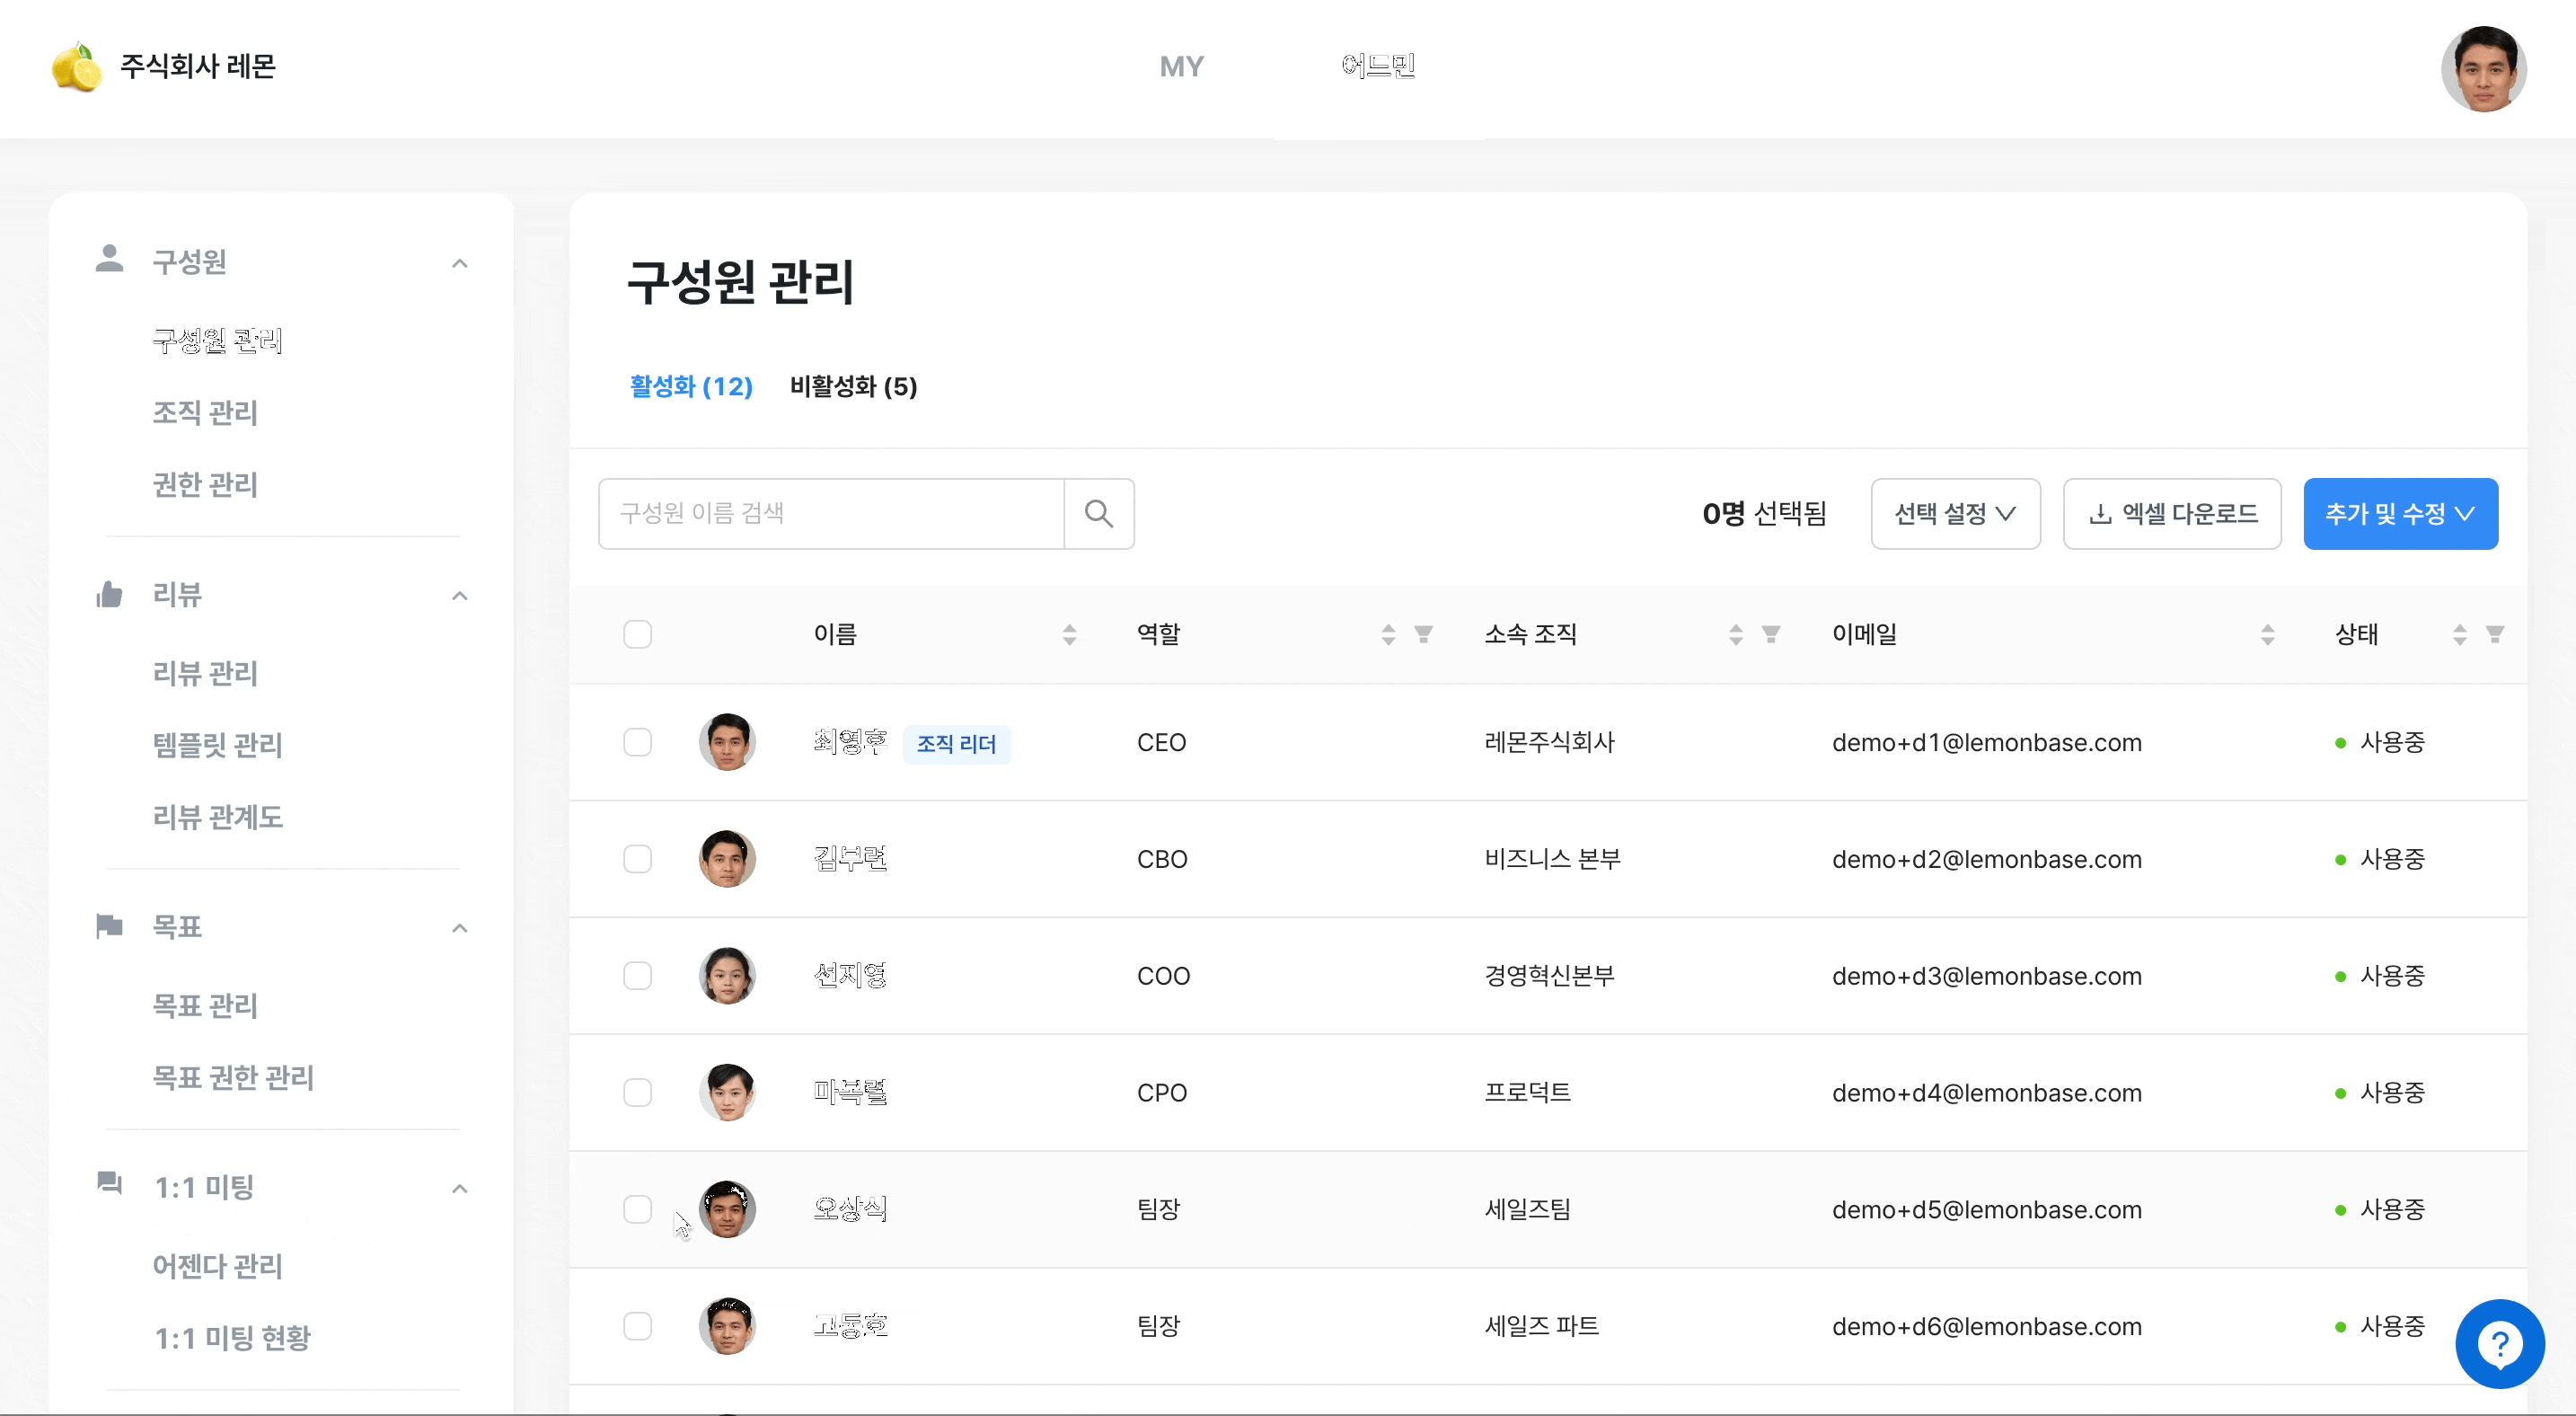 주식회사 레몬
MY
어드민
구성원
구성원 관리
조직 관리
권한 관리
리뷰
리뷰 관리
템플릿 관리
리뷰 관계도
목표
목표 관리
목표 권한 관리
1:1 미팅
어젠다 관리
1:1 미팅 현황
구성원 관리
활성화 (12) 비활성화 (5)
구성원 이름 검색
0명 선택됨
선택 설정
엑셀 다운로드
추가 및 수정
이름 역할 소속 조직 이메일 상태
최영후 조직 리더 CEO 레몬주식회사 demo+d1@lemonbase.com 사용중
김부련 CBO 비즈니스 본부 demo+d2@lemonbase.com 사용중
선지영 COO 경영혁신본부 demo+d3@lemonbase.com 사용중
마복렬 CPO 프로덕트 demo+d4@lemonbase.com 사용중
오상식 팀장 세일즈팀 demo+d5@lemonbase.com 사용중
고동호 팀장 세일즈 파트 demo+d6@lemonbase.com 사용중